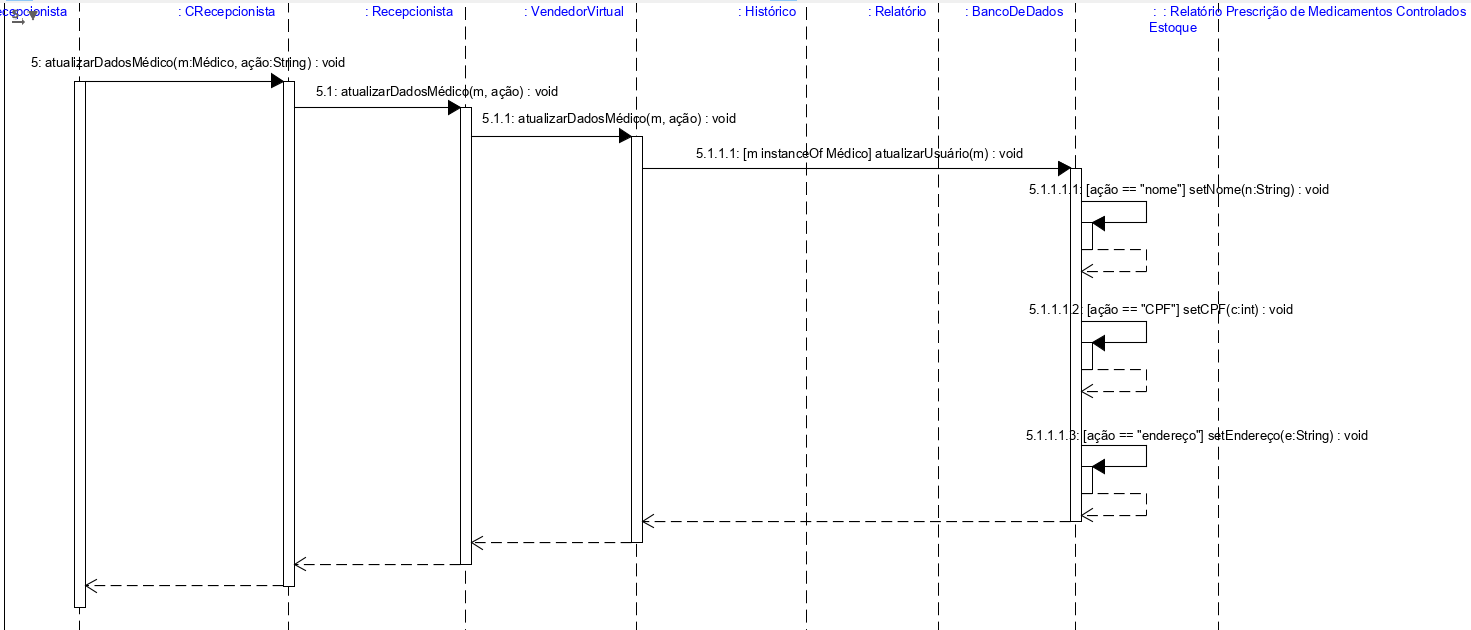 ecepcionista
: CRecepcionista
: Recepcionista
: VendedorVirtual
: Histórico
: Relatório
: BancoDeDados
: : Relatório Prescrição de Medicamentos Controlados
Estoque
5: atualizarDadosMédico(m:Médico, ação:String) : void
5.1: atualizarDadosMédico(m, ação) : void
5.1.1: atualizarDadosMédico(m, ação) : void
5.1.1.1: [m instanceOf Médico] atualizarUsuário(m) : void
5.1.1.1.1: [ação == "nome"] setNome(n:String) : void
5.1.1.1.2: [ação == "CPF"] setCPF(c:int) : void
5.1.1.1.3: [ação == "endereço"] setEndereço(e:String) : void